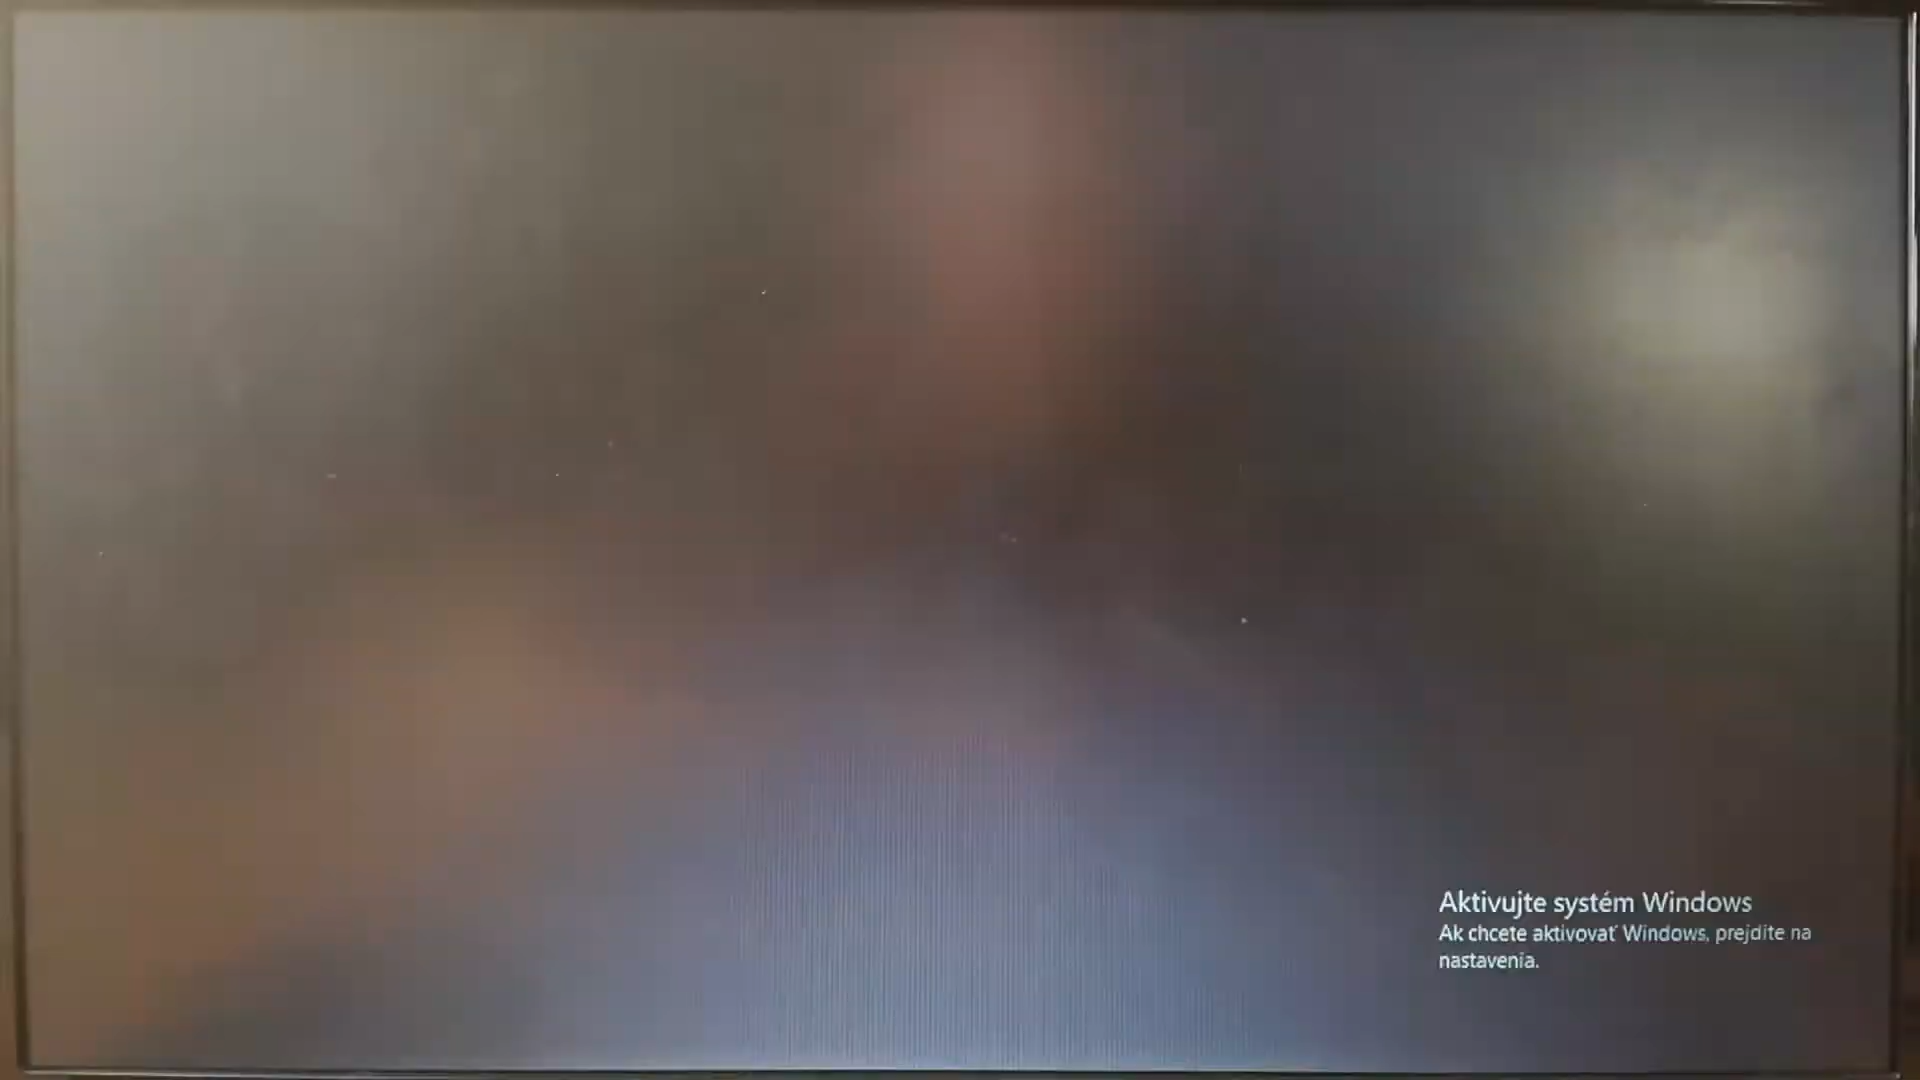 Aktivujte systém Windows
Ak chcete aktivovať Windows, prejdite na
nastavenia.